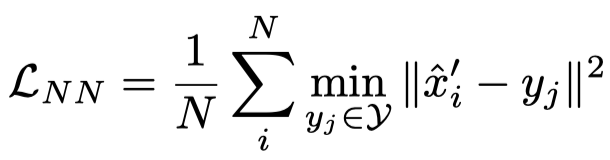 $\mathcal{L}_{NN} = \frac{1}{N} \sum_{i}^{N} \min_{y_j \in \mathcal{Y}} \| \hat{x}'_i - y_j \|^2$